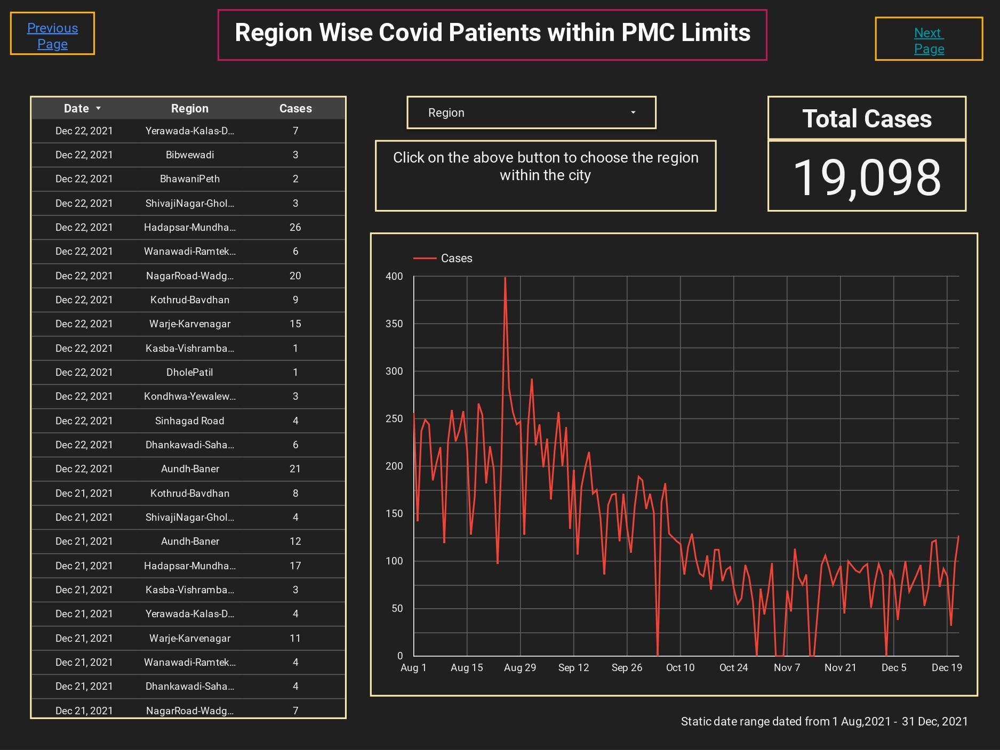 Previous
Page
Region Wise Covid Patients within PMC Limits
Next
Page
Date Region Cases
Dec 22, 2021 Yerawada-Kalas-D... 7
Dec 22, 2021 Bibwewadi 3
Dec 22, 2021 BhawaniPeth 2
Dec 22, 2021 ShivajiNagar-Ghol... 3
Dec 22, 2021 Hadapsar-Mundha... 26
Dec 22, 2021 Wanawadi-Ramtek... 6
Dec 22, 2021 NagarRoad-Wadg... 20
Dec 22, 2021 Kothrud-Bavdhan 9
Dec 22, 2021 Warje-Karvenagar 15
Dec 22, 2021 Kasba-Vishramba... 1
Dec 22, 2021 DholePatil 1
Dec 22, 2021 Kondhwa-Yewalew... 3
Dec 22, 2021 Sinhagad Road 4
Dec 22, 2021 Dhankawadi-Saha... 6
Dec 22, 2021 Aundh-Baner 21
Dec 21, 2021 Kothrud-Bavdhan 8
Dec 21, 2021 ShivajiNagar-Ghol... 4
Dec 21, 2021 Aundh-Baner 12
Dec 21, 2021 Hadapsar-Mundha... 17
Dec 21, 2021 Kasba-Vishramba... 3
Dec 21, 2021 Yerawada-Kalas-D... 4
Dec 21, 2021 Warje-Karvenagar 11
Dec 21, 2021 Wanawadi-Ramtek... 4
Dec 21, 2021 Dhankawadi-Saha... 4
Dec 21, 2021 NagarRoad-Wadg... 7
Region
Click on the above button to choose the region
within the city
Total Cases
19,098
Cases
400
350
300
250
200
150
100
50
0
Aug 1 Aug 15 Aug 29 Sep 12 Sep 26 Oct 10 Oct 24 Nov 7 Nov 21 Dec 5 Dec 19
Static date range dated from 1 Aug,2021 - 31 Dec, 2021